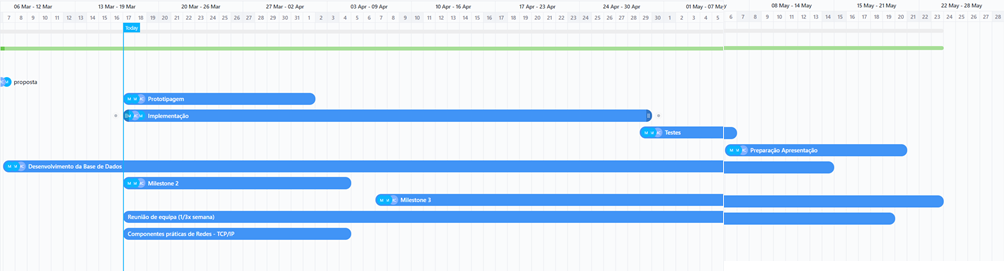 06 Mar - 12 Mar 13 Mar - 19 Mar 20 Mar - 26 Mar 27 Mar - 02 Apr 03 Apr - 09 Apr 10 Apr - 16 Apr 17 Apr - 23 Apr 24 Apr - 30 Apr 01 May - 07 May 08 May - 14 May 15 May - 21 May 22 May - 28 May
7 8 9 10 11 12 13 14 15 16 17 18 19 20 21 22 23 24 25 26 27 28 29 30 31 1 2 3 4 5 6 7 8 9 10 11 12 13 14 15 16 17 18 19 20 21 22 23 24 25 26 27 28 29 30 1 2 3 4 5 6 7 8 9 10 11 12 13 14 15 16 17 18 19 20 21 22 23 24 25 26 27 28
Today
M proposta
M M Prototipagem
M Implementação
M M Testes
M M Preparação Apresentação
M M Desenvolvimento da Base de Dados
M M Milestone 2
M M Milestone 3
Reunião de equipa (1/3x semana)
Componentes práticas de Redes - TCP/IP